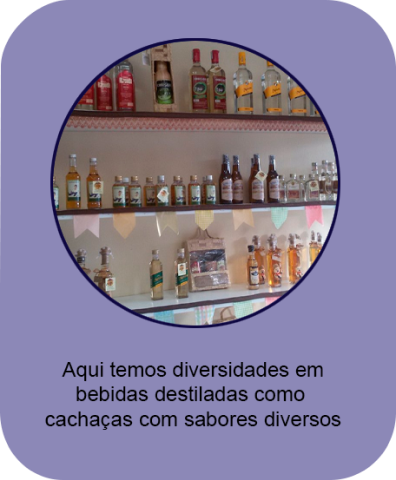 Aqui temos diversidades em
bebidas destiladas como
cachaças com sabores diversos